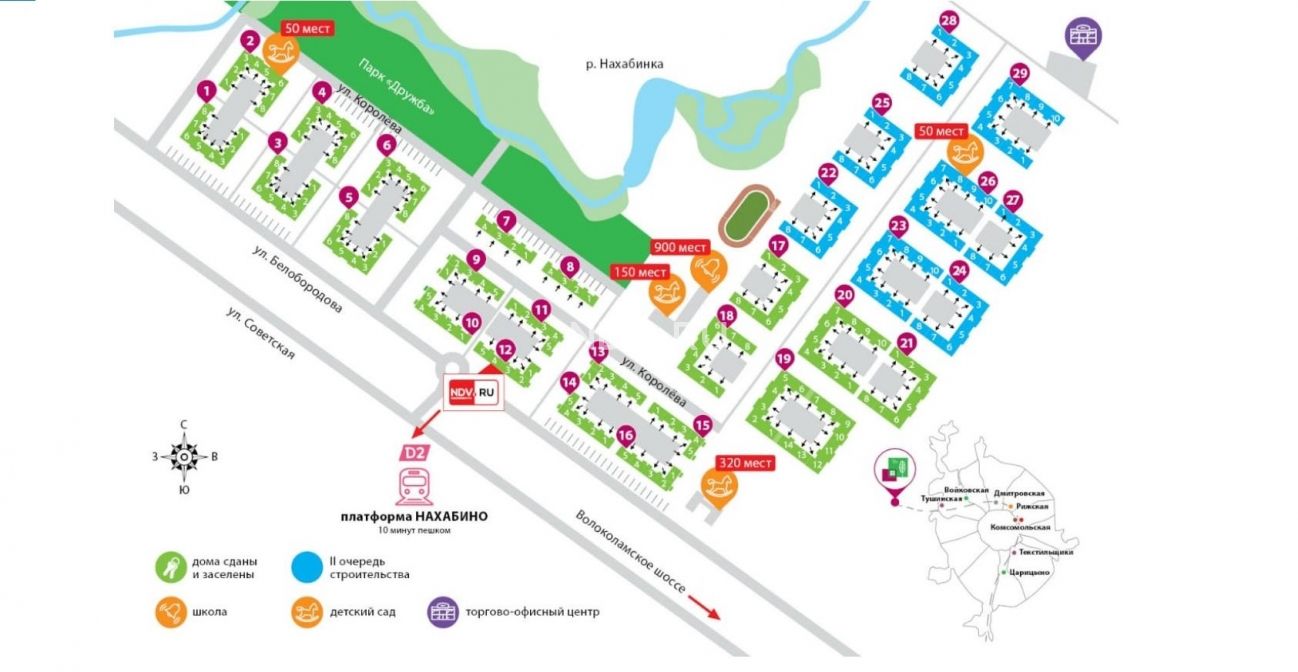 28
50 мест
2
29
Парк «Дружба»
р. Нахабинка
1
4
ул. Королёва
25
50 мест
3
6
22
26
5
27
7
23
17
900 мест
8
9
150 мест
24
ул. Белобородова
20
11
18
10
ул. Советская
21
12
13
19
ул. Королёва
14
NDV.RU
15
16
С
З
В
Ю
D2
320 мест
платформа НАХАБИНО
10 минут пешком
Войковская
Тушинская
Дмитровская
Рижская
Комсомольская
Текстильщики
Царицыно
Волоколамское шоссе
дома сданы
и заселены
II очередь
строительства
школа
детский сад
торгово-офисный центр